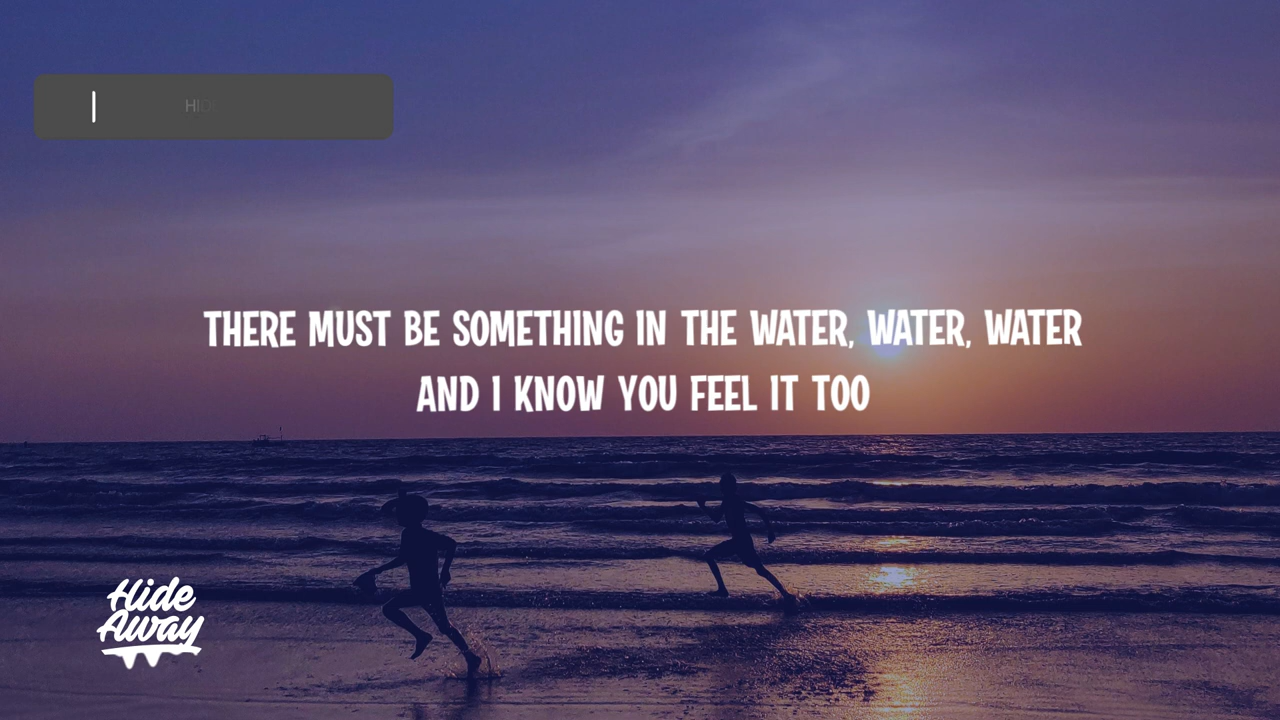 THERE MUST BE SOMETHING IN THE WATER, WATER, WATER
AND I KNOW YOU FEEL IT TOO
Hide
Away